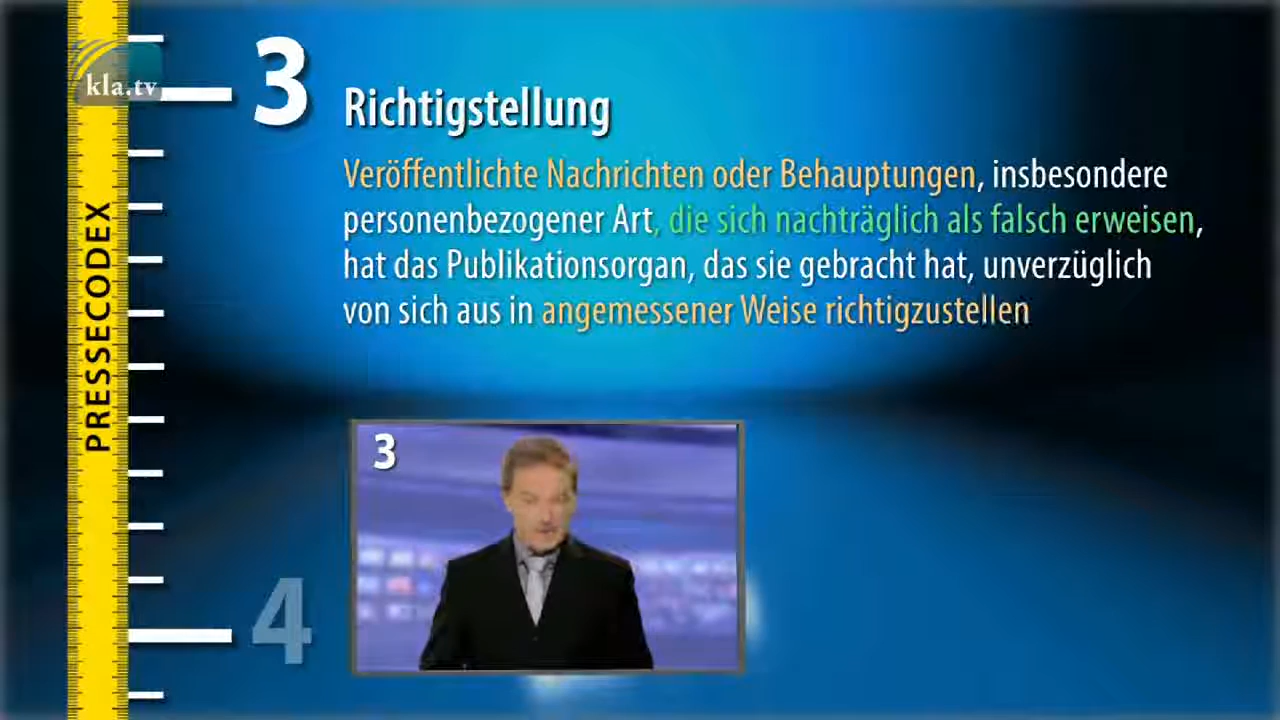 kla.tv
PRESSECODEX
3
Richtigstellung
Veröffentlichte Nachrichten oder Behauptungen, insbesondere
personenbezogener Art, die sich nachträglich als falsch erweisen,
hat das Publikationsorgan, das sie gebracht hat, unverzüglich
von sich aus in angemessener Weise richtigzustellen
3
4